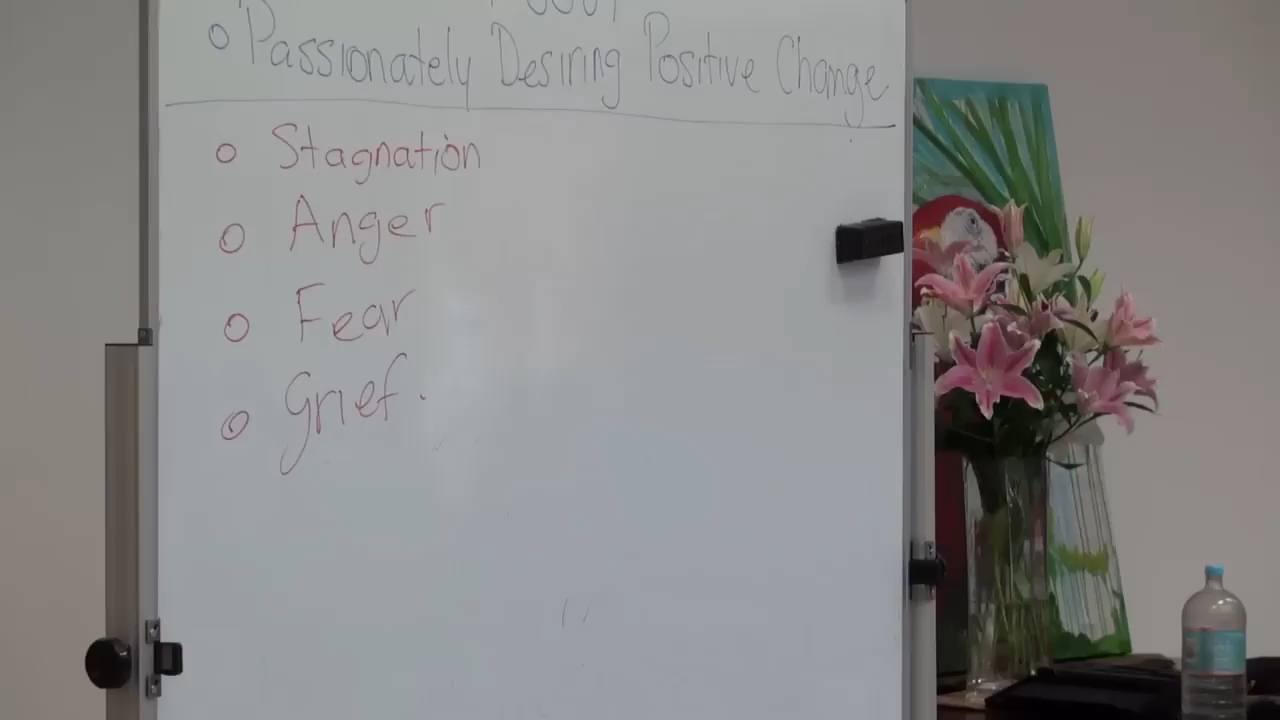 Passionately Desiring Positive Change
Stagnation
Anger
Fear
Grief.